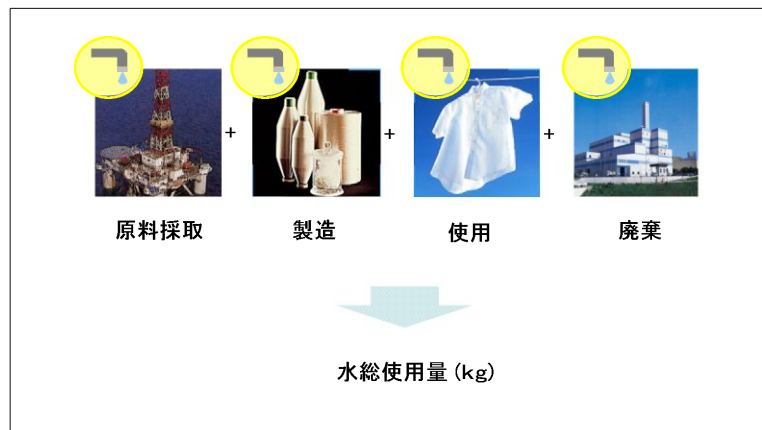 + + +
原料採取 製造 使用 廃棄
水総使用量(kg)